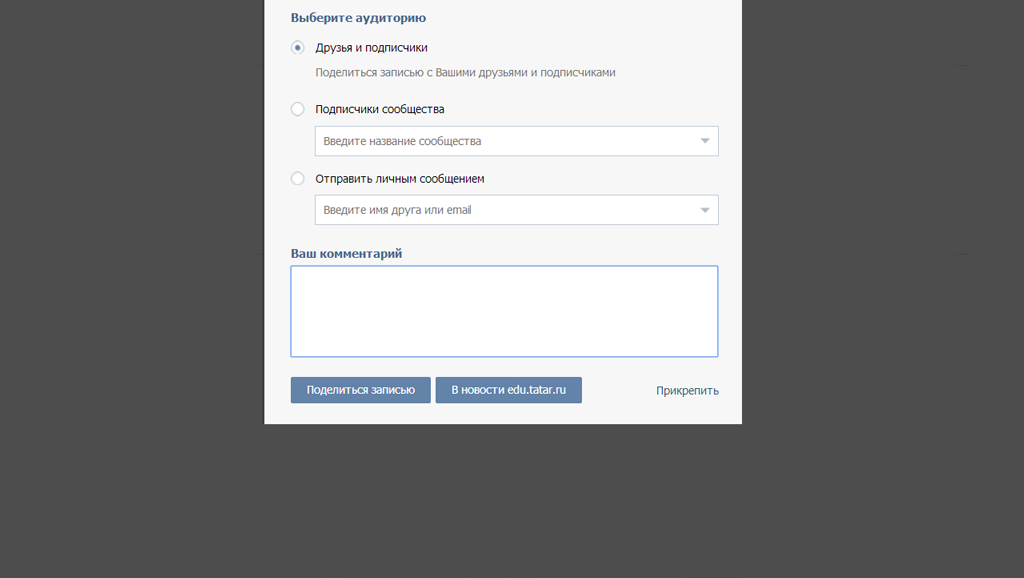 Выберите аудиторию
Друзья и подписчики
Поделиться записью с Вашими друзьями и подписчиками
Подписчики сообщества
Введите название сообщества
Отправить личным сообщением
Введите имя друга или email
Ваш комментарий
Поделиться записью В новости edu.tatar.ru Прикрепить